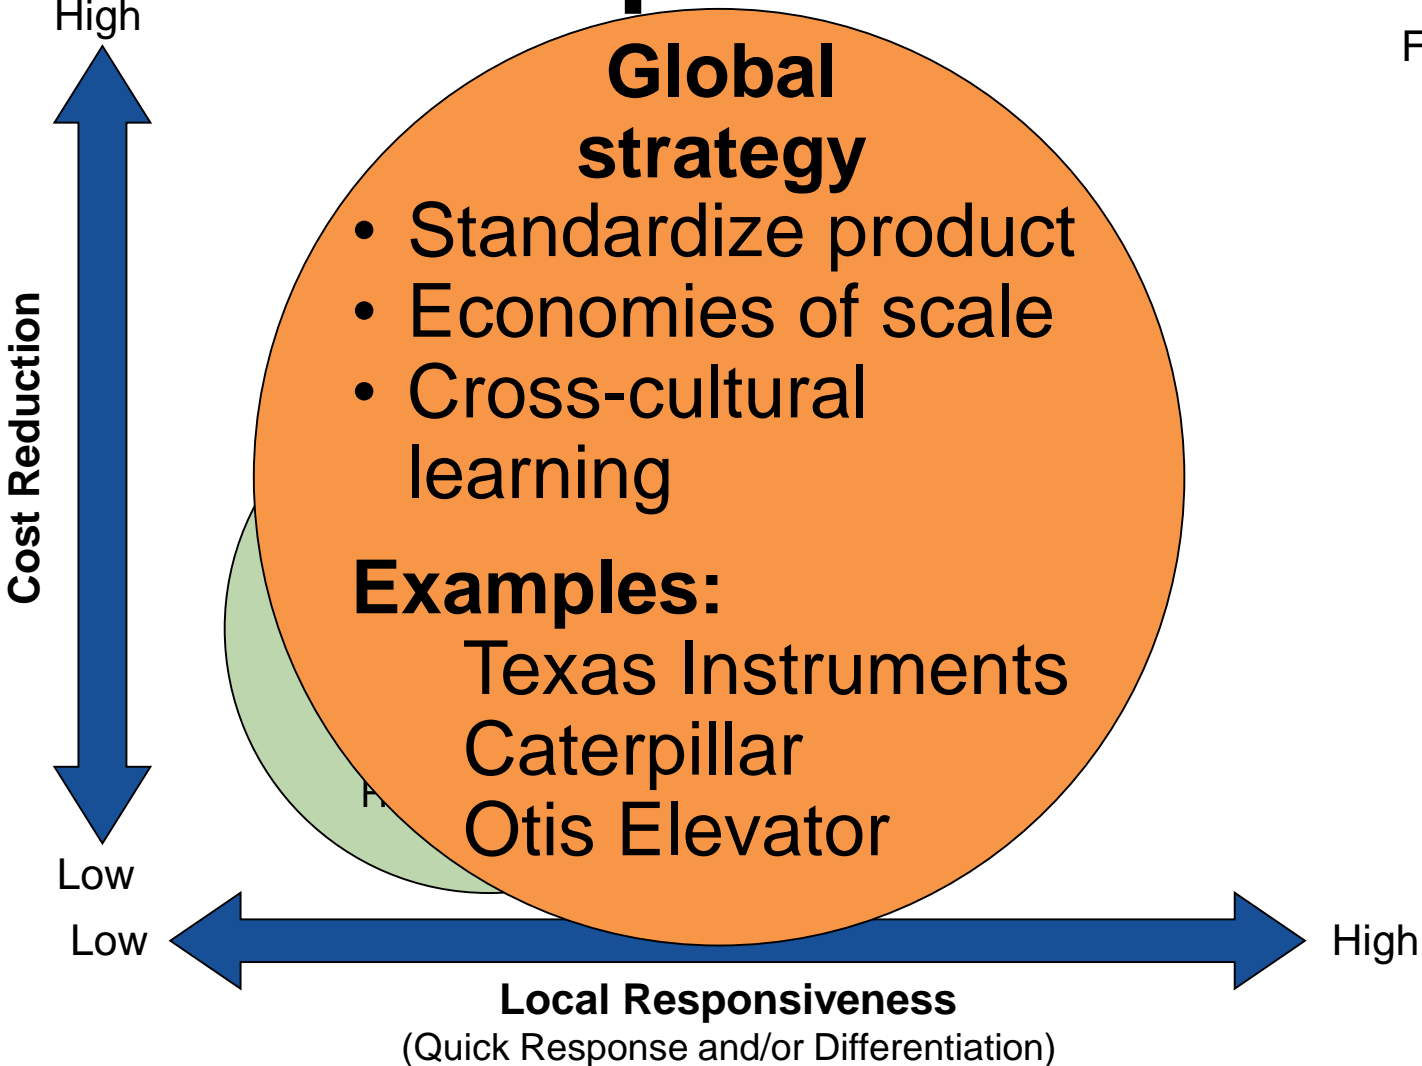 High
Global
strategy
• Standardize product
• Economies of scale
• Cross-cultural
learning
Examples:
Texas Instruments
Caterpillar
Otis Elevator
Cost Reduction
Low
Low
High
Local Responsiveness
(Quick Response and/or Differentiation)